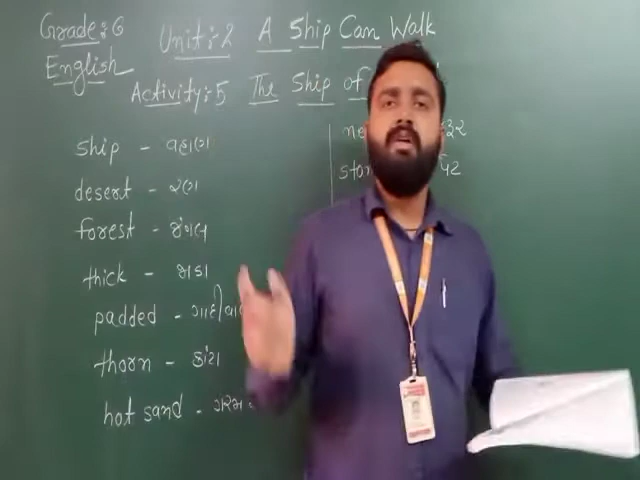 Grade:6 Unit:-2 A Ship Can Walk
English
Activity:5 The Ship of
ship - વહાણ
desert - રણ
forest - જંગલ
thick - જાડા
padded -
thorn - કાંટા
hot sand - ગરમ